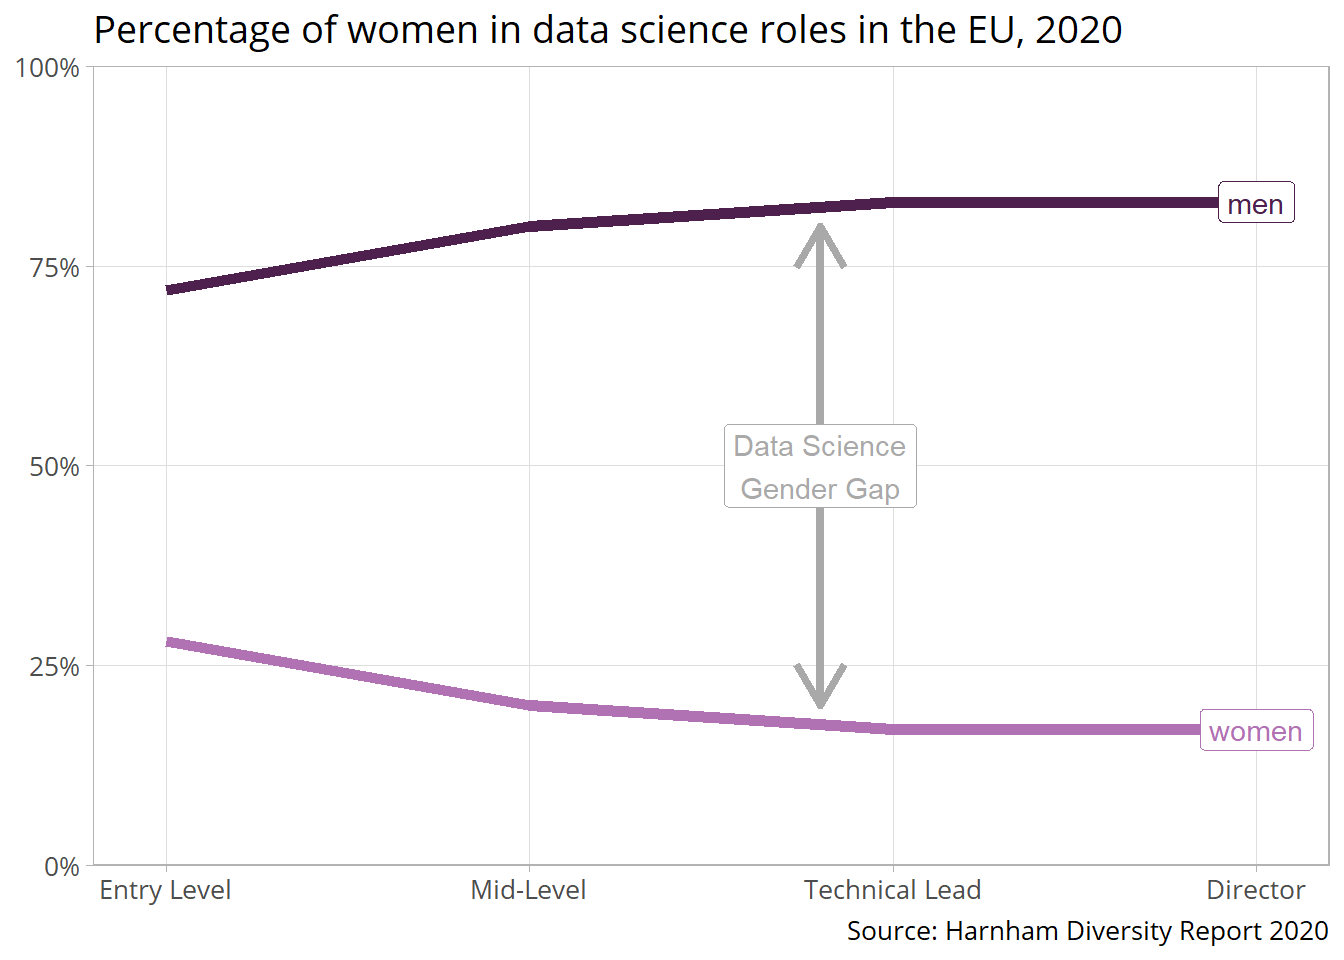 Percentage of women in data science roles in the EU, 2020
100%
75%
50%
25%
0%
men
Data Science
Gender Gap
women
Entry Level
Mid-Level
Technical Lead
Director
Source: Harnham Diversity Report 2020